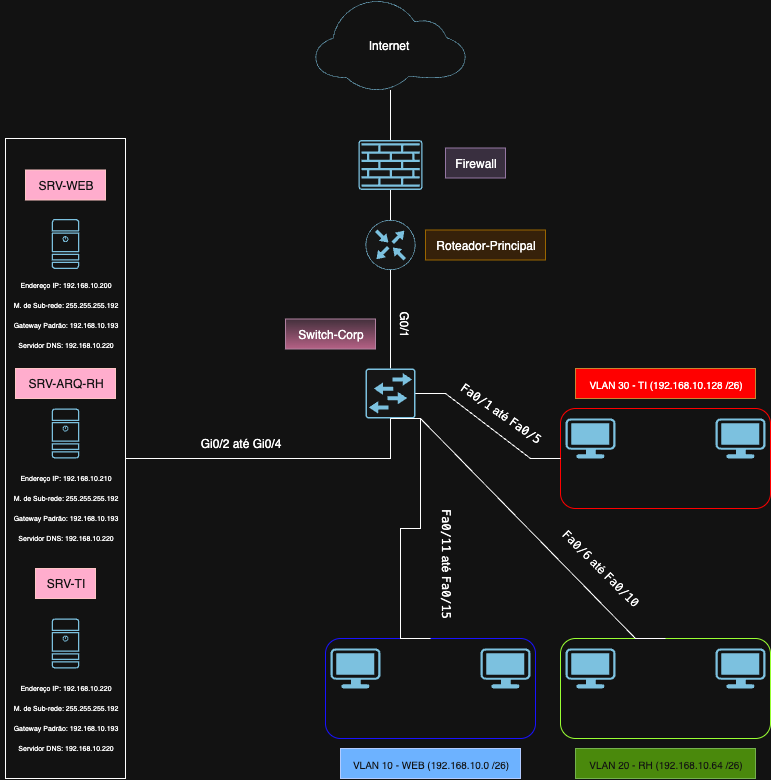 Internet
Firewall
Roteador-Principal
G0/1
Switch-Corp
SRV-WEB
Endereço IP: 192.168.10.200
M. de Sub-rede: 255.255.255.192
Gateway Padrão: 192.168.10.193
Servidor DNS: 192.168.10.220
SRV-ARQ-RH
Endereço IP: 192.168.10.210
M. de Sub-rede: 255.255.255.192
Gateway Padrão: 192.168.10.193
Servidor DNS: 192.168.10.220
SRV-TI
Endereço IP: 192.168.10.220
M. de Sub-rede: 255.255.255.192
Gateway Padrão: 192.168.10.193
Servidor DNS: 192.168.10.220
Gi0/2 até Gi0/4
Fa0/1 até Fa0/5
VLAN 30 - TI (192.168.10.128 /26)
Fa0/11 até Fa0/15
Fa0/6 até Fa0/10
VLAN 10 - WEB (192.168.10.0 /26)
VLAN 20 - RH (192.168.10.64 /26)